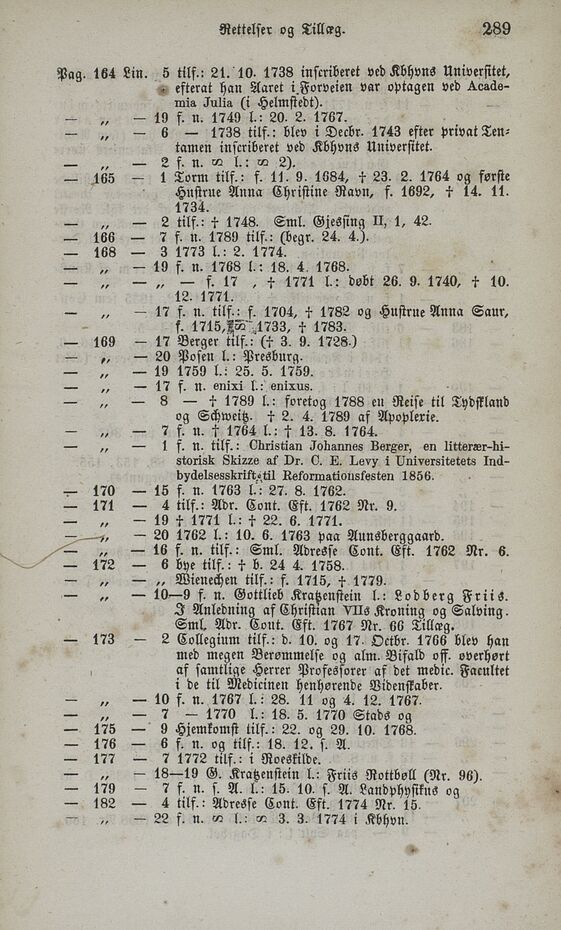 Rettelser og Tillæg. 289
Pag. 164 Lin. 5 tilf.: 21. 10. 1738 inscriberet ved Kbhvns Universitet,
efterat han Aaret i Forveien var optagen ved Acade-
mia Julia (i Helmstedt).
— „ — 19 f. n. 1749 l.: 20. 2. 1767.
— „ — 6 — 1738 tilf.: blev i Decbr. 1743 efter privat Ten-
tamen inscriberet ved Kbhvns Universitet.
— „ — 2 f. n. ∞ l.: ∞ 2).
— 165 — 1 Torm tilf.: f. 11. 9. 1684, † 23. 2. 1764 og første
Hustrue Anna Christine Ravn, f. 1692, † 14. 11.
1734.
— „ — 2 tilf.: † 1748. Sml. Gjessing II, 1, 42.
— 166 — 7 f. n. 1789 tilf.: (begr. 24. 4.).
— 168 — 3 1773 l.: 2. 1774.
— „ — 19 f. n. 1768 l.: 18. 4. 1768.
— „ — „ — f. 17 , † 1771 l.: døbt 26. 9. 1740, † 10.
12. 1771.
— „ — 17 f. n. tilf.: f. 1704, † 1782 og Hustrue Anna Saur,
f. 1715, ∞ 1733, † 1783.
— 169 — 17 Berger tilf.: († 3. 9. 1728.)
— „ — 20 Posen l.: Presburg.
— „ — 19 1759 l.: 25. 5. 1759.
— „ — 17 f. n. enixi l.: enixus.
— „ — 8 — † 1789 l.: foretog 1788 en Reise til Tydskland
og Schweitz. † 2. 4. 1789 af Apoplexie.
— „ — 7 f. n. † 1764 l.: † 13. 8. 1764.
— „ — 1 f. n. tilf.: Christian Johannes Berger, en litterær-hi-
storisk Skizze af Dr. C. E. Levy i Universitetets Ind-
bydelsesskrift til Reformationsfesten 1856.
— 170 — 15 f. n. 1763 l.: 27. 8. 1762.
— 171 — 4 tilf.: Adr. Cont. Eft. 1762 Nr. 9.
— „ — 19 † 1771 l.: † 22. 6. 1771.
— „ — 20 1762 l.: 10. 6. 1763 paa Aunsberggaard.
— „ — 16 f. n. tilf.: Sml. Adresse Cont. Eft. 1762 Nr. 6.
— 172 — 6 bye tilf.: † b. 24 4. 1758.
— „ — „ Wienechen tilf.: f. 1715, † 1779.
— „ — 10—9 f. n. Gottlieb Kratzenstein l.: Lodberg Friis.
I Anledning af Christian VIIs Kroning og Salving.
Sml. Adr. Cont. Eft. 1767 Nr. 66 Tillæg.
— 173 — 2 Collegium tilf.: d. 10. og 17. Octbr. 1766 blev han
med megen Berømmelse og alm. Bifald off. overhørt
af samtlige Herrer Professorer af det medic. Facultet
i de til Medicinen henhørende Videnskaber.
— „ — 10 f. n. 1767 l.: 28. 11 og 4. 12. 1767.
— „ — 7 — 1770 l.: 18. 5. 1770 Stads og
— 175 — 9 Hjemkomst tilf.: 22. og 29. 10. 1768.
— 176 — 6 f. n. og tilf.: 18. 12. s. A.
— 177 — 7 1772 tilf.: i Roeskilde.
— „ — 18—19 G. Kratzenstein l.: Friis Rottbøll (Nr. 96).
— 179 — 7 f. n. s. A. l.: 15. 10. s. A. Landphysikus og
— 182 — 4 tilf.: Adresse Cont. Eft. 1774 Nr. 15.
— „ — 22 f. n. ∞ l.: ∞ 3. 3. 1774 i Kbhvn.